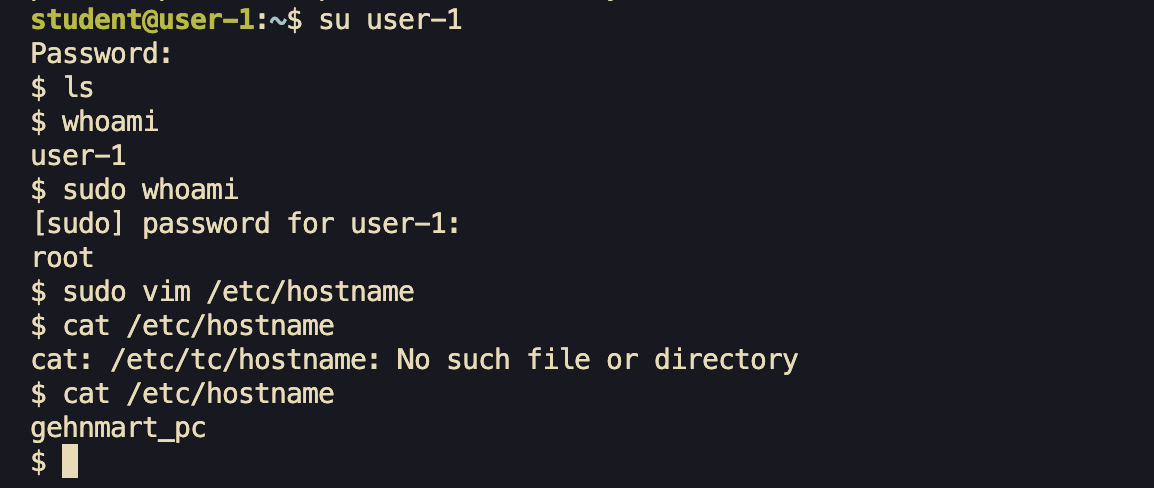 student@user-1:~$ su user-1
Password:
$ ls
$ whoami
user-1
$ sudo whoami
[sudo] password for user-1:
root
$ sudo vim /etc/hostname
$ cat /etc/hostname
cat: /etc/tc/hostname: No such file or directory
$ cat /etc/hostname
gehnmart_pc
$